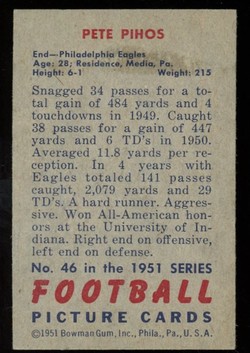 PETE PIHOS
End—Philadelphia Eagles
Age: 28; Residence, Media, Pa.
Height: 6-1 Weight: 215
Snagged 34 passes for a to-
tal gain of 484 yards and 4
touchdowns in 1949. Caught
38 passes for a gain of 447
yards and 6 TD's in 1950.
Averaged 11.8 yards per re-
ception. In 4 years with
Eagles totaled 141 passes
caught, 2,079 yards and 29
TD's. A hard runner. Aggres-
sive. Won All-American hon-
ors at the University of In-
diana. Right end on offensive,
left end on defense.
No. 46 in the 1951 SERIES
FOOTBALL
PICTURE CARDS
©1951 Bowman Gum, Inc., Phila., Pa., U. S. A.